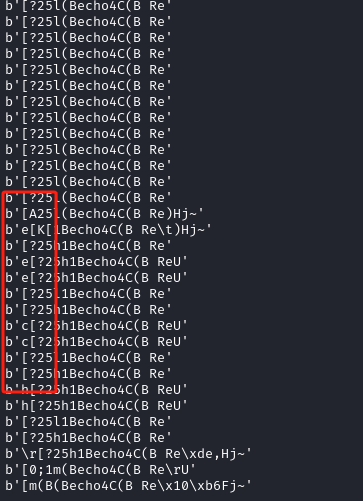 b'[?25l(Becho4C(B Re'
b'[?25l(Becho4C(B Re'
b'[?25l(Becho4C(B Re'
b'[?25l(Becho4C(B Re'
b'[?25l(Becho4C(B Re'
b'[?25l(Becho4C(B Re'
b'[?25l(Becho4C(B Re'
b'[?25l(Becho4C(B Re'
b'[?25l(Becho4C(B Re'
b'[?25l(Becho4C(B Re'
b'[?25l(Becho4C(B Re'
b'[?25l(Becho4C(B Re'
b'[?25l(Becho4C(B Re'
b'[A25l(Becho4C(B Re)Hj~'
b'e[K[1Becho4C(B Re\t)Hj~'
b'[?25h1Becho4C(B Re'
b'e[?25h1Becho4C(B ReU'
b'e[?25h1Becho4C(B ReU'
b'[?25l1Becho4C(B Re'
b'[?25h1Becho4C(B Re'
b'c[?25h1Becho4C(B ReU'
b'c[?25h1Becho4C(B ReU'
b'[?25l1Becho4C(B Re'
b'[?25h1Becho4C(B Re'
b'h[?25h1Becho4C(B ReU'
b'h[?25h1Becho4C(B ReU'
b'[?25l1Becho4C(B Re'
b'[?25h1Becho4C(B Re'
b'\r[?25h1Becho4C(B Re\xde,Hj~'
b'[0;1m(Becho4C(B Re\rU'
b'[m(B(Becho4C(B Re\x10\xb6Fj~'